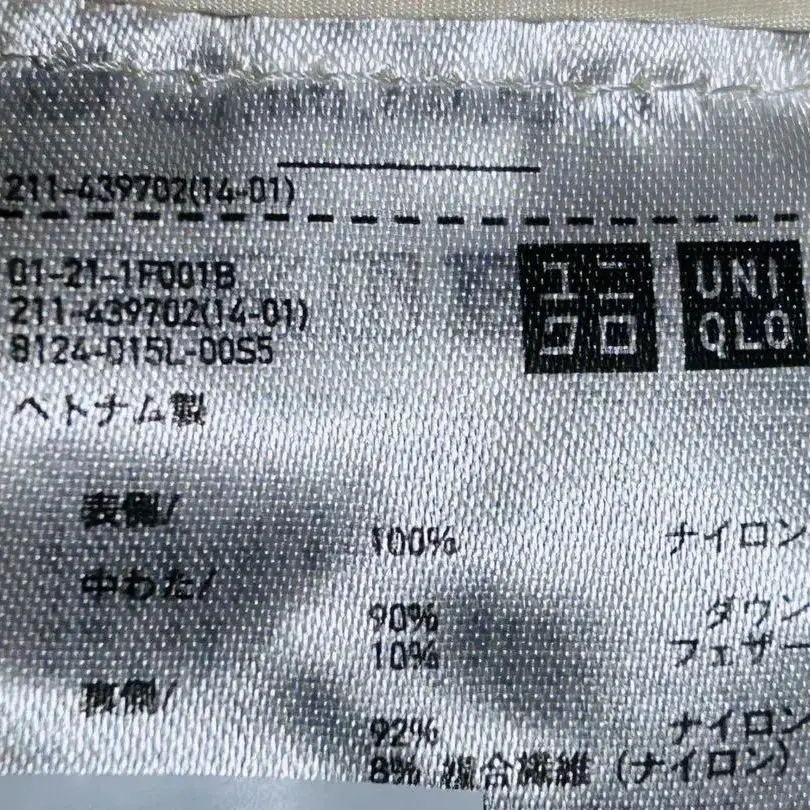 211-439702(14-01)
01-21-1F001B
211-439702(14-01)
8124-015L-00S5
ユニ
クロ
UNI
QLO
ベトナム製
表側/
100% ナイロン
中わた/
90% ダウン
10% フェザー
裏側/
92% ナイロン
8% 複合繊維 (ナイロン)